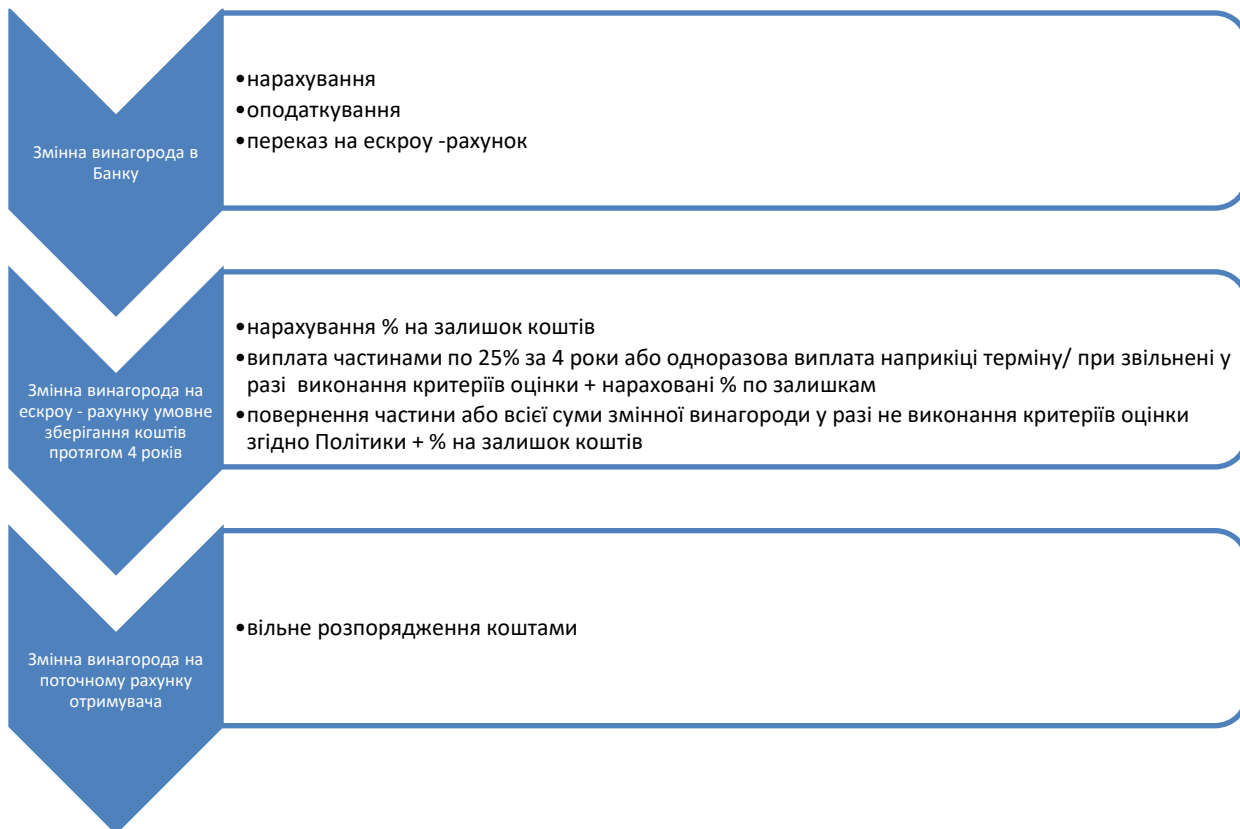 Змінна винагорода в
Банку
•нарахування
•оподаткування
•переказ на ескроу -рахунок
Змінна винагорода на
ескроу - рахунку умовне
зберігання коштів
протягом 4 років
•нарахування % на залишок коштів
•виплата частинами по 25% за 4 роки або одноразова виплата наприкіці терміну/ при звільнені у
разі  виконання критеріїв оцінки + нараховані % по залишкам
•повернення частини або всієї суми змінної винагороди у разі не виконання критеріїв оцінки
згідно Політики + % на залишок коштів
Змінна винагорода на
поточному рахунку
отримувача
•вільне розпорядження коштами